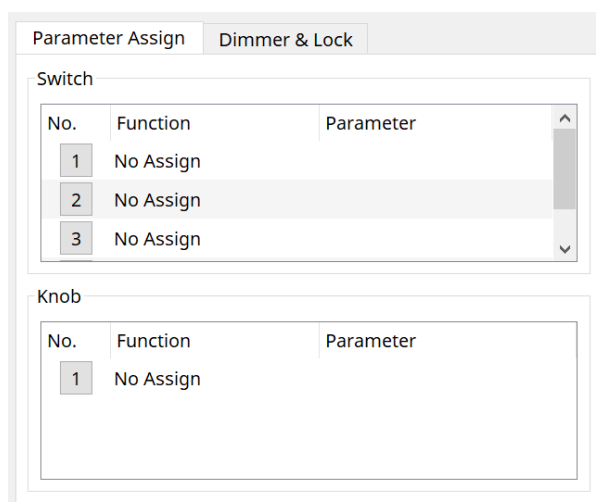 Parameter Assign Dimmer & Lock
Switch
No. Function Parameter
1 No Assign
2 No Assign
3 No Assign
Knob
No. Function Parameter
1 No Assign